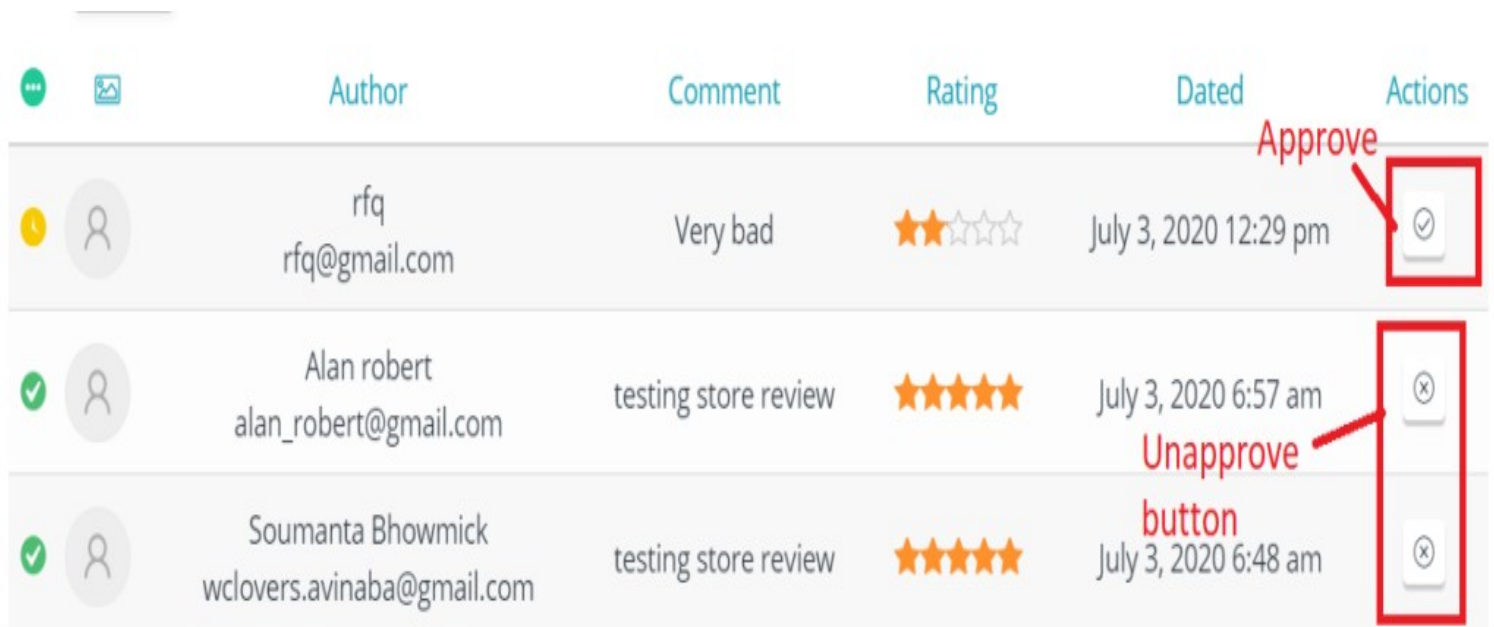 Author Comment Rating Dated Actions
Approve
rfq
rfq@gmail.com
Very bad
July 3, 2020 12:29 pm
Alan robert
alan_robert@gmail.com
testing store review
July 3, 2020 6:57 am
Unapprove
button
Soumanta Bhowmick
wclovers.avinaba@gmail.com
testing store review
July 3, 2020 6:48 am